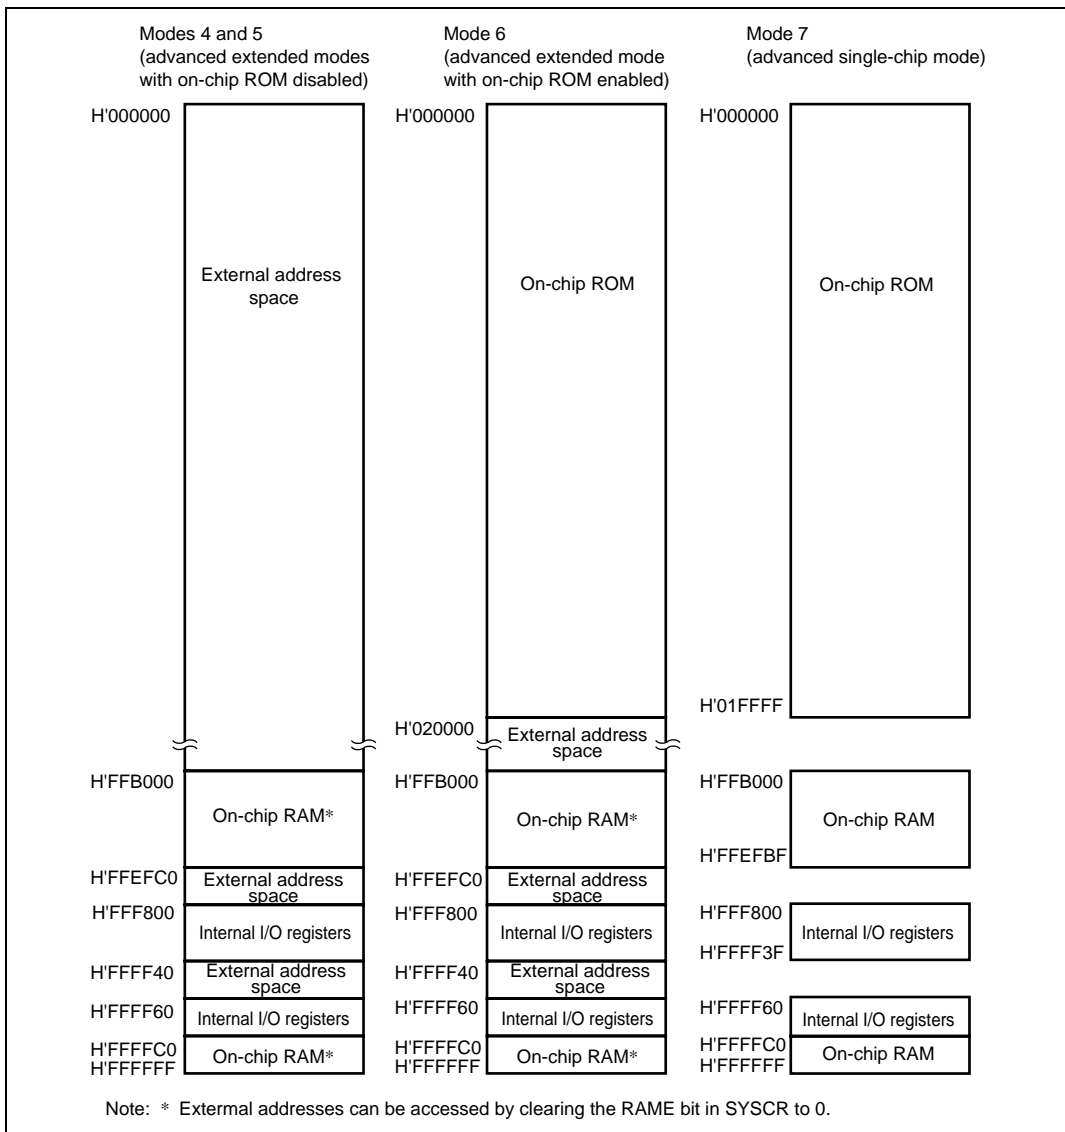 Modes 4 and 5
(advanced extended modes
with on-chip ROM disabled)
H'000000
External address
space
H'FFB000
On-chip RAM*
H'FFEFC0
External address
space
H'FFF800
Internal I/O registers
H'FFFF40
External address
space
H'FFFF60
Internal I/O registers
H'FFFFC0
On-chip RAM*
H'FFFFFF
Mode 6
(advanced extended mode
with on-chip ROM enabled)
H'000000
On-chip ROM
H'020000
External address
space
H'FFB000
On-chip RAM*
H'FFEFC0
External address
space
H'FFF800
Internal I/O registers
H'FFFF40
External address
space
H'FFFF60
Internal I/O registers
H'FFFFC0
On-chip RAM*
H'FFFFFF
Mode 7
(advanced single-chip mode)
H'000000
On-chip ROM
H'01FFFF
H'FFB000
On-chip RAM
H'FFEFBF
H'FFF800
Internal I/O registers
H'FFFF3F
H'FFFF60
Internal I/O registers
H'FFFFC0
On-chip RAM
H'FFFFFF
Note: * Extermal addresses can be accessed by clearing the RAME bit in SYSCR to 0.